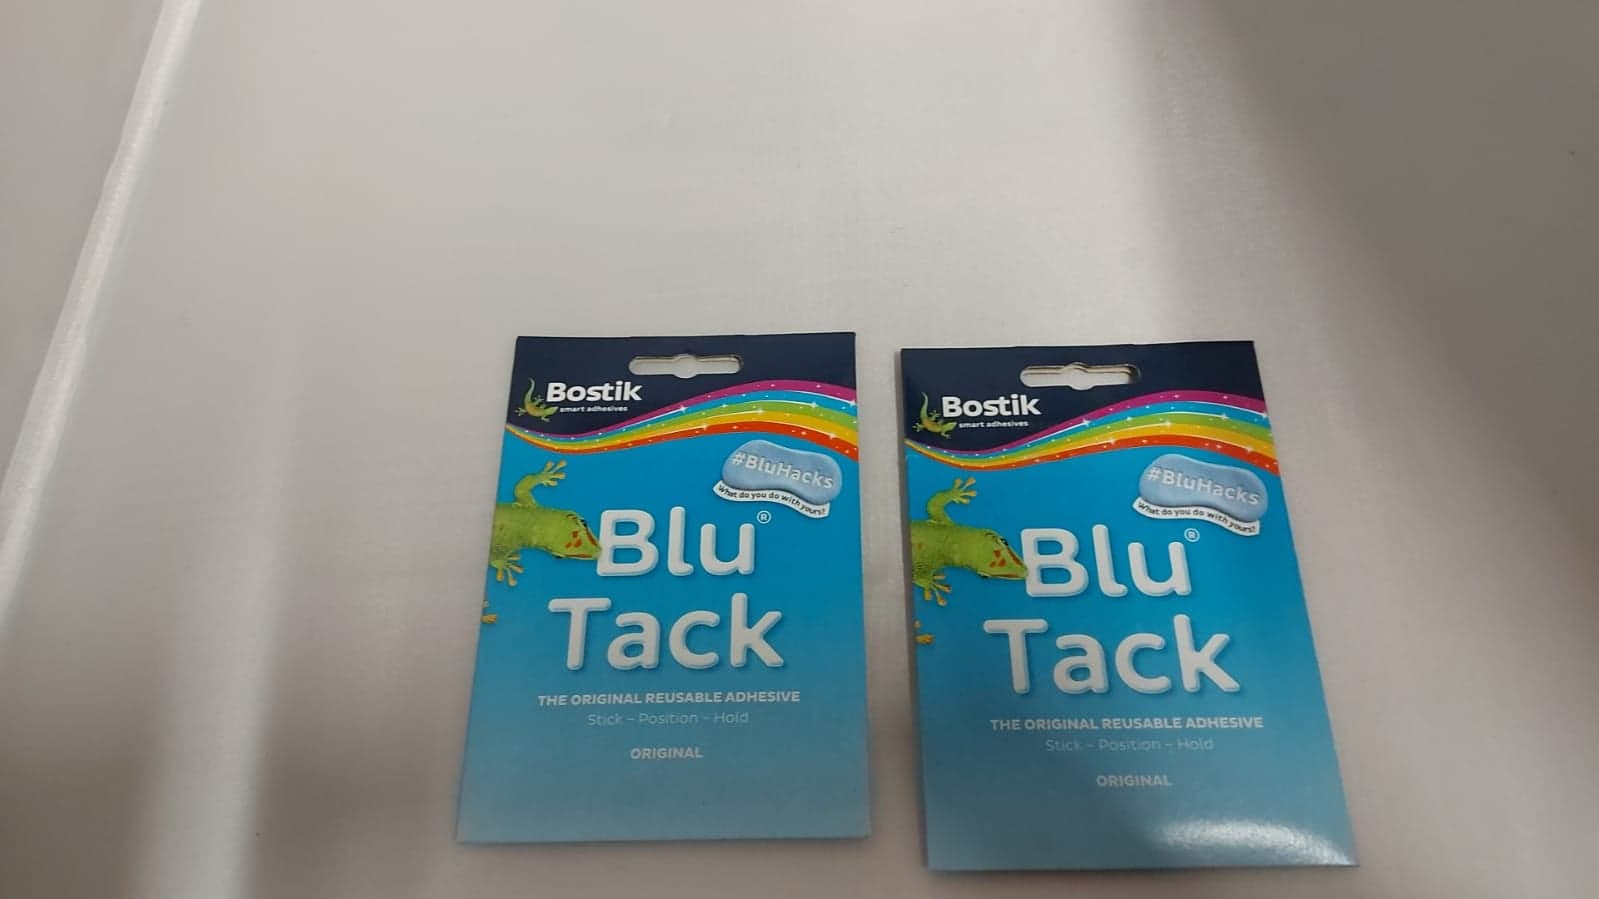 Bostik
smart adhesives
#BluHacks
What do you do with yours?
Blu®
Tack
THE ORIGINAL REUSABLE ADHESIVE
Stick – Position – Hold
ORIGINAL
Bostik
smart adhesives
#BluHacks
What do you do with yours?
Blu®
Tack
THE ORIGINAL REUSABLE ADHESIVE
Stick – Position – Hold
ORIGINAL